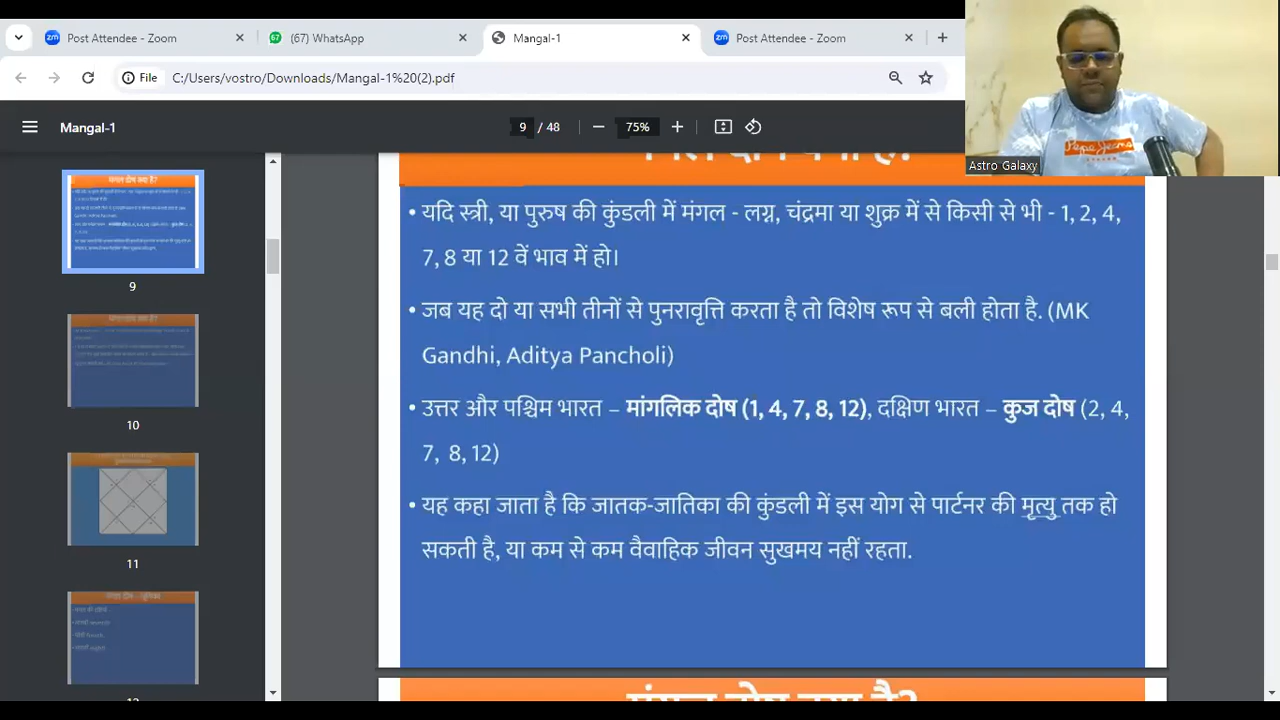 Post Attendee - Zoom
(67) WhatsApp
Mangal-1
Post Attendee - Zoom
File
C:/Users/vostro/Downloads/Mangal-1%20(2).pdf
Mangal-1
9 / 48
75%
Pepe Jeans
Astro Galaxy
• यदि स्त्री, या पुरुष की कुंडली में मंगल - लग्न, चंद्रमा या शुक्र में से किसी से भी - 1, 2, 4,
7, 8 या 12 वें भाव में हो।
• जब यह दो या सभी तीनों से पुनरावृत्ति करता है तो विशेष रूप से बली होता है. (MK
Gandhi, Aditya Pancholi)
• उत्तर और पश्चिम भारत – मांगलिक दोष (1, 4, 7, 8, 12), दक्षिण भारत – कुज दोष (2, 4,
7, 8, 12)
• यह कहा जाता है कि जातक-जातिका की कुंडली में इस योग से पार्टनर की मृत्यु तक हो
सकती है, या कम से कम वैवाहिक जीवन सुखमय नहीं रहता.
मंगल दोष क्या है?
मंगल दोष क्या है?
9
10
11